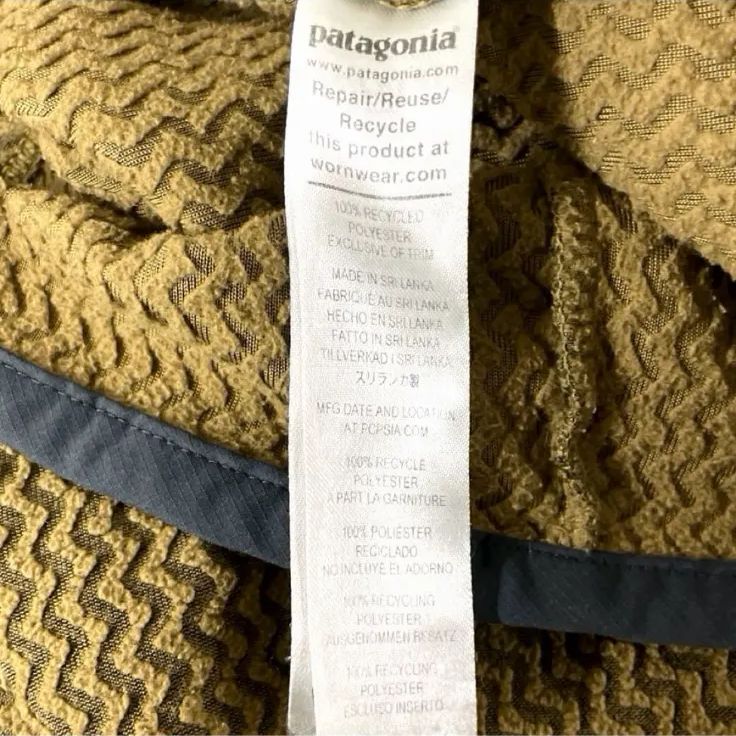 patagonia
www.patagonia.com
Repair/Reuse/
Recycle
this product at
wornwear.com
100% RECYCLED
POLYESTER
EXCLUSIVE OF TRIM
MADE IN SRI LANKA
FABRIQUÉ AU SRI LANKA
HECHO EN SRI LANKA
FATTO IN SRI LANKA
TILLVERKAD I SRI LANKA
スリランカ製
MFG DATE AND LOCATION
AT PCPSIA.COM
100% RECYCLE
POLYESTER
A PART LA GARNITURE
100% POLIESTER
RECICLADO
NO INCLUYE EL ADORNO
100% RECYCLING
POLYESTER
AUSGENOMMEN BESATZ
100% RECYCLING
POLYESTER
ESCLUSO INSERTO